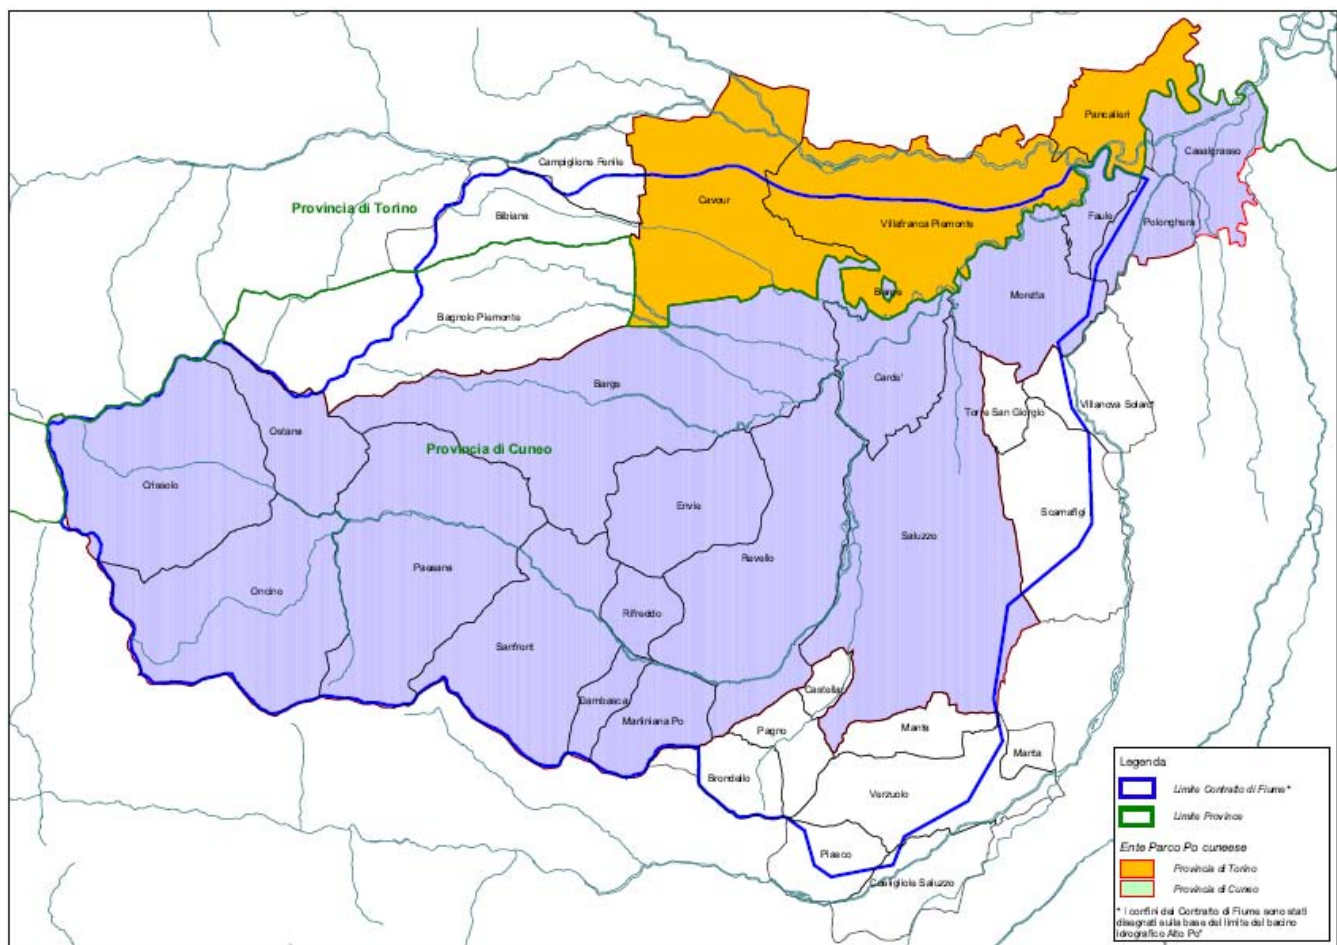 Pancalieri
Casalgrasso
Campiglione Fenile
Provincia di Torino
Cavour
Bibiana
Villafranca Piemonte
Faule
Polonghera
Barge
Moretta
Bagnolo Piemonte
Barge
Cardè
Torre San Giorgio
Villanova Solaro
Ostana
Provincia di Cuneo
Crissolo
Envie
Scarnafigi
Saluzzo
Revello
Paesana
Oncino
Rifreddo
Sanfront
Castellar
Gambasca
Martiniana Po
Pagno
Manta
Manta
Brondello
Verzuolo
Piasco
Costigliole Saluzzo
Legenda
Limite Contratto di Fiume*
Limite Province
Ente Parco Po cuneese
Provincia di Torino
Provincia di Cuneo
* I confini del Contratto di Fiume sono stati
disegnati sulla base del limite del bacino
idrografico Alto Po"